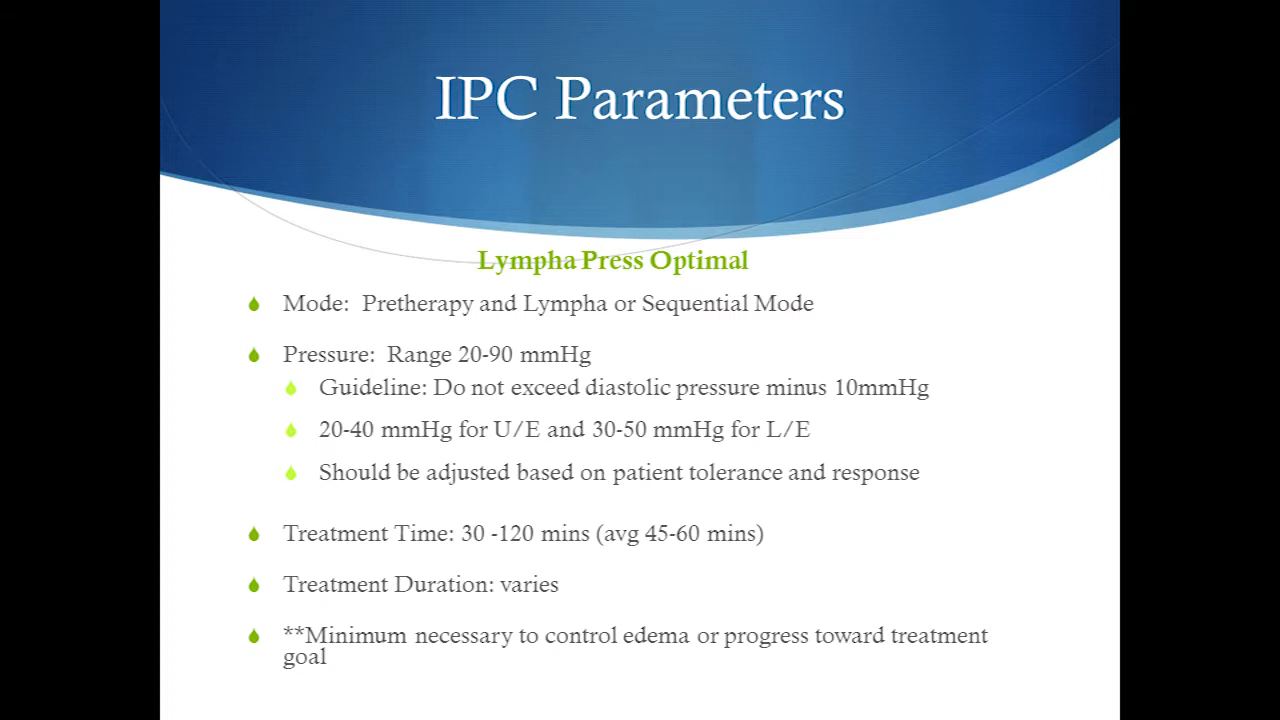 IPC Parameters
Lympha Press Optimal
Mode: Pretherapy and Lympha or Sequential Mode
Pressure: Range 20-90 mmHg
Guideline: Do not exceed diastolic pressure minus 10mmHg
20-40 mmHg for U/E and 30-50 mmHg for L/E
Should be adjusted based on patient tolerance and response
Treatment Time: 30 -120 mins (avg 45-60 mins)
Treatment Duration: varies
**Minimum necessary to control edema or progress toward treatment
goal